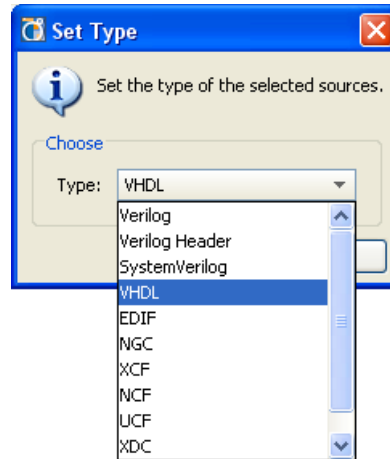 Set Type
Set the type of the selected sources.
Choose
Type: VHDL
Verilog
Verilog Header
SystemVerilog
VHDL
EDIF
NGC
XCF
NCF
UCF
XDC